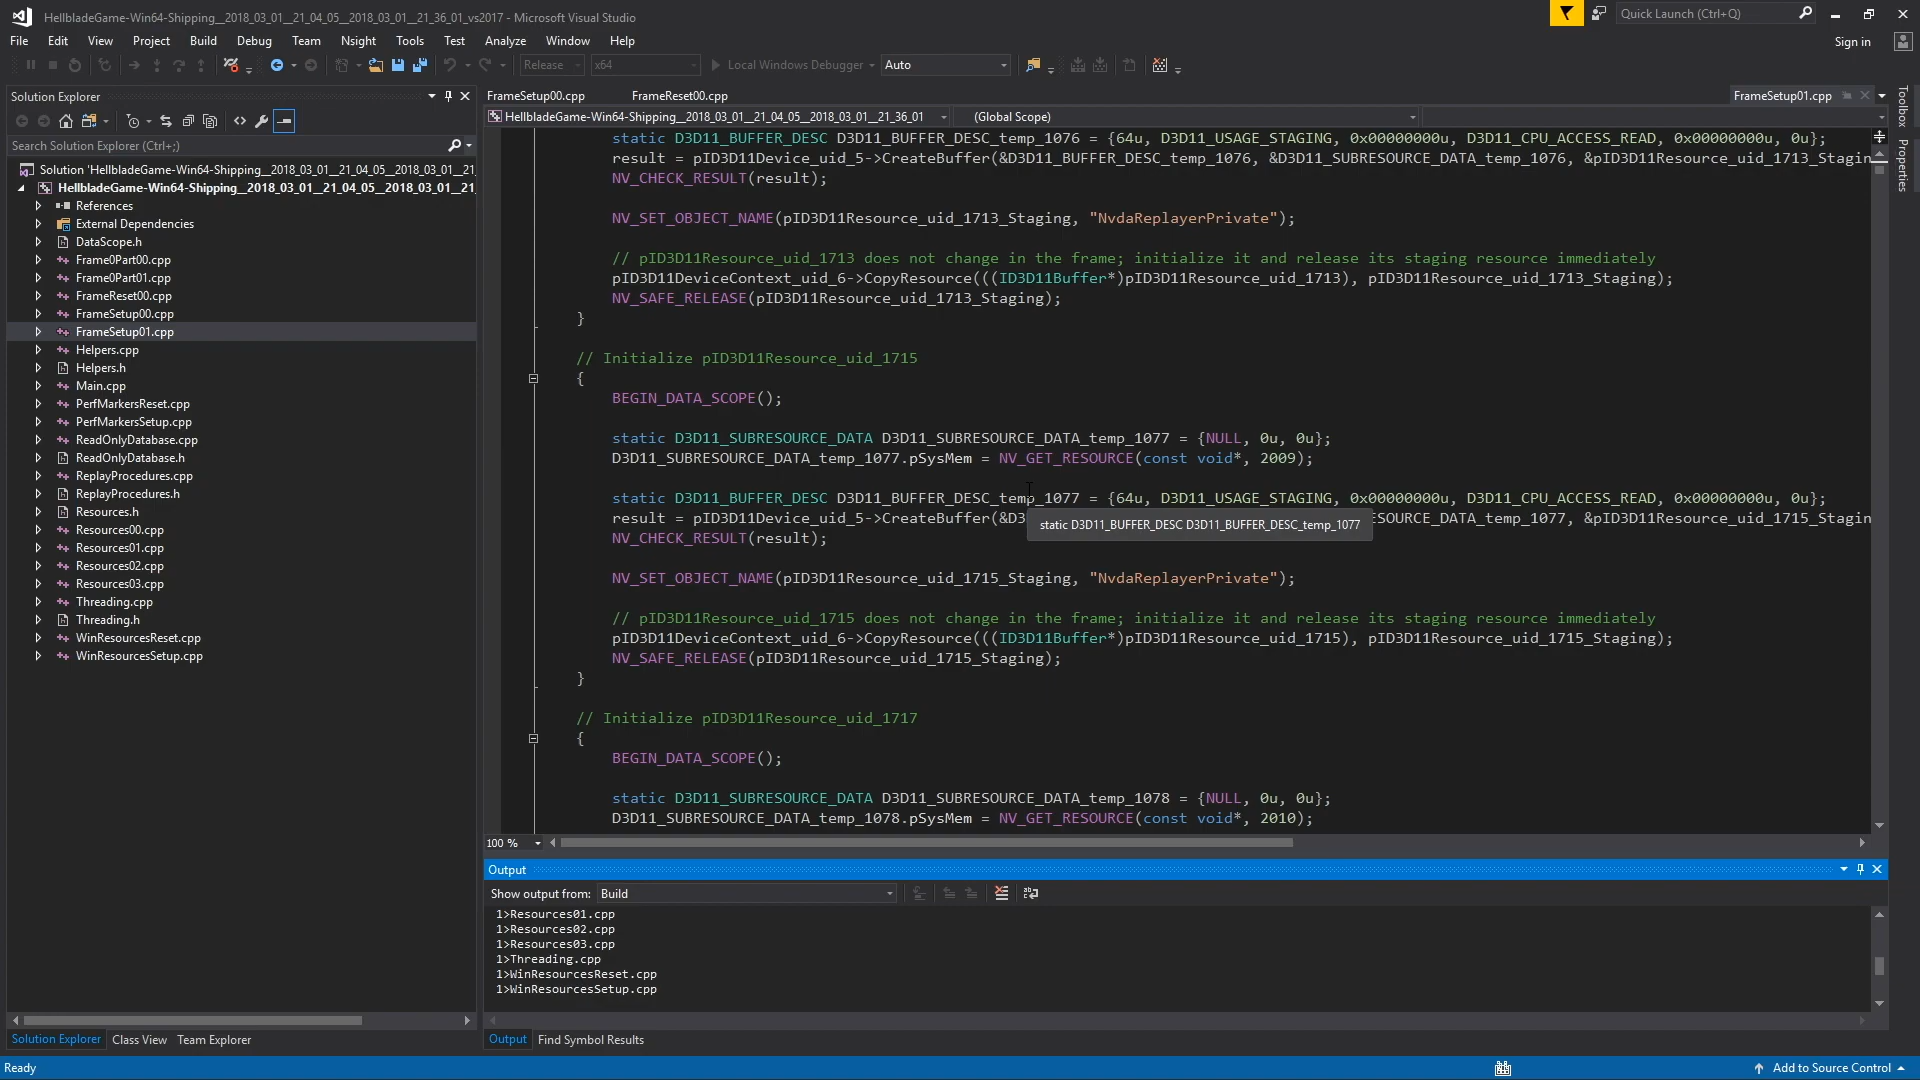 HellbladeGame-Win64-Shipping__2018_03_01__21_04_05__2018_03_01__21_36_01_vs2017 - Microsoft Visual Studio
Quick Launch (Ctrl+Q)
File Edit View Project Build Debug Team Nsight Tools Test Analyze Window Help
Sign in
Release x64 Local Windows Debugger Auto
Solution Explorer
Search Solution Explorer (Ctrl+;)
Solution 'HellbladeGame-Win64-Shipping__2018_03_01__21_04_05__2018_03_01__21
HellbladeGame-Win64-Shipping__2018_03_01__21_04_05__2018_03_01__21
References
External Dependencies
DataScope.h
Frame0Part00.cpp
Frame0Part01.cpp
FrameReset00.cpp
FrameSetup00.cpp
FrameSetup01.cpp
Helpers.cpp
Helpers.h
Main.cpp
PerfMarkersReset.cpp
PerfMarkersSetup.cpp
ReadOnlyDatabase.cpp
ReadOnlyDatabase.h
ReplayProcedures.cpp
ReplayProcedures.h
Resources.h
Resources00.cpp
Resources01.cpp
Resources02.cpp
Resources03.cpp
Threading.cpp
Threading.h
WinResourcesReset.cpp
WinResourcesSetup.cpp
Solution Explorer Class View Team Explorer
FrameSetup00.cpp FrameReset00.cpp FrameSetup01.cpp
HellbladeGame-Win64-Shipping__2018_03_01__21_04_05__2018_03_01__21_36_01 (Global Scope)
static D3D11_BUFFER_DESC D3D11_BUFFER_DESC_temp_1076 = {64u, D3D11_USAGE_STAGING, 0x00000000u, D3D11_CPU_ACCESS_READ, 0x00000000u, 0u};
result = pID3D11Device_uid_5->CreateBuffer(&D3D11_BUFFER_DESC_temp_1076, &D3D11_SUBRESOURCE_DATA_temp_1076, &pID3D11Resource_uid_1713_Stagin
NV_CHECK_RESULT(result);
NV_SET_OBJECT_NAME(pID3D11Resource_uid_1713_Staging, "NvdaReplayerPrivate");
// pID3D11Resource_uid_1713 does not change in the frame; initialize it and release its staging resource immediately
pID3D11DeviceContext_uid_6->CopyResource(((ID3D11Buffer*)pID3D11Resource_uid_1713), pID3D11Resource_uid_1713_Staging);
NV_SAFE_RELEASE(pID3D11Resource_uid_1713_Staging);
}
// Initialize pID3D11Resource_uid_1715
{
BEGIN_DATA_SCOPE();
static D3D11_SUBRESOURCE_DATA D3D11_SUBRESOURCE_DATA_temp_1077 = {NULL, 0u, 0u};
D3D11_SUBRESOURCE_DATA_temp_1077.pSysMem = NV_GET_RESOURCE(const void*, 2009);
static D3D11_BUFFER_DESC D3D11_BUFFER_DESC_temp_1077 = {64u, D3D11_USAGE_STAGING, 0x00000000u, D3D11_CPU_ACCESS_READ, 0x00000000u, 0u};
result = pID3D11Device_uid_5->CreateBuffer(&D3 ESOURCE_DATA_temp_1077, &pID3D11Resource_uid_1715_Stagin
static D3D11_BUFFER_DESC D3D11_BUFFER_DESC_temp_1077
NV_CHECK_RESULT(result);
NV_SET_OBJECT_NAME(pID3D11Resource_uid_1715_Staging, "NvdaReplayerPrivate");
// pID3D11Resource_uid_1715 does not change in the frame; initialize it and release its staging resource immediately
pID3D11DeviceContext_uid_6->CopyResource(((ID3D11Buffer*)pID3D11Resource_uid_1715), pID3D11Resource_uid_1715_Staging);
NV_SAFE_RELEASE(pID3D11Resource_uid_1715_Staging);
}
// Initialize pID3D11Resource_uid_1717
{
BEGIN_DATA_SCOPE();
static D3D11_SUBRESOURCE_DATA D3D11_SUBRESOURCE_DATA_temp_1078 = {NULL, 0u, 0u};
D3D11_SUBRESOURCE_DATA_temp_1078.pSysMem = NV_GET_RESOURCE(const void*, 2010);
100 %
Toolbox
Properties
Output
Show output from: Build
1>Resources01.cpp
1>Resources02.cpp
1>Resources03.cpp
1>Threading.cpp
1>WinResourcesReset.cpp
1>WinResourcesSetup.cpp
Output Find Symbol Results
Ready
Add to Source Control